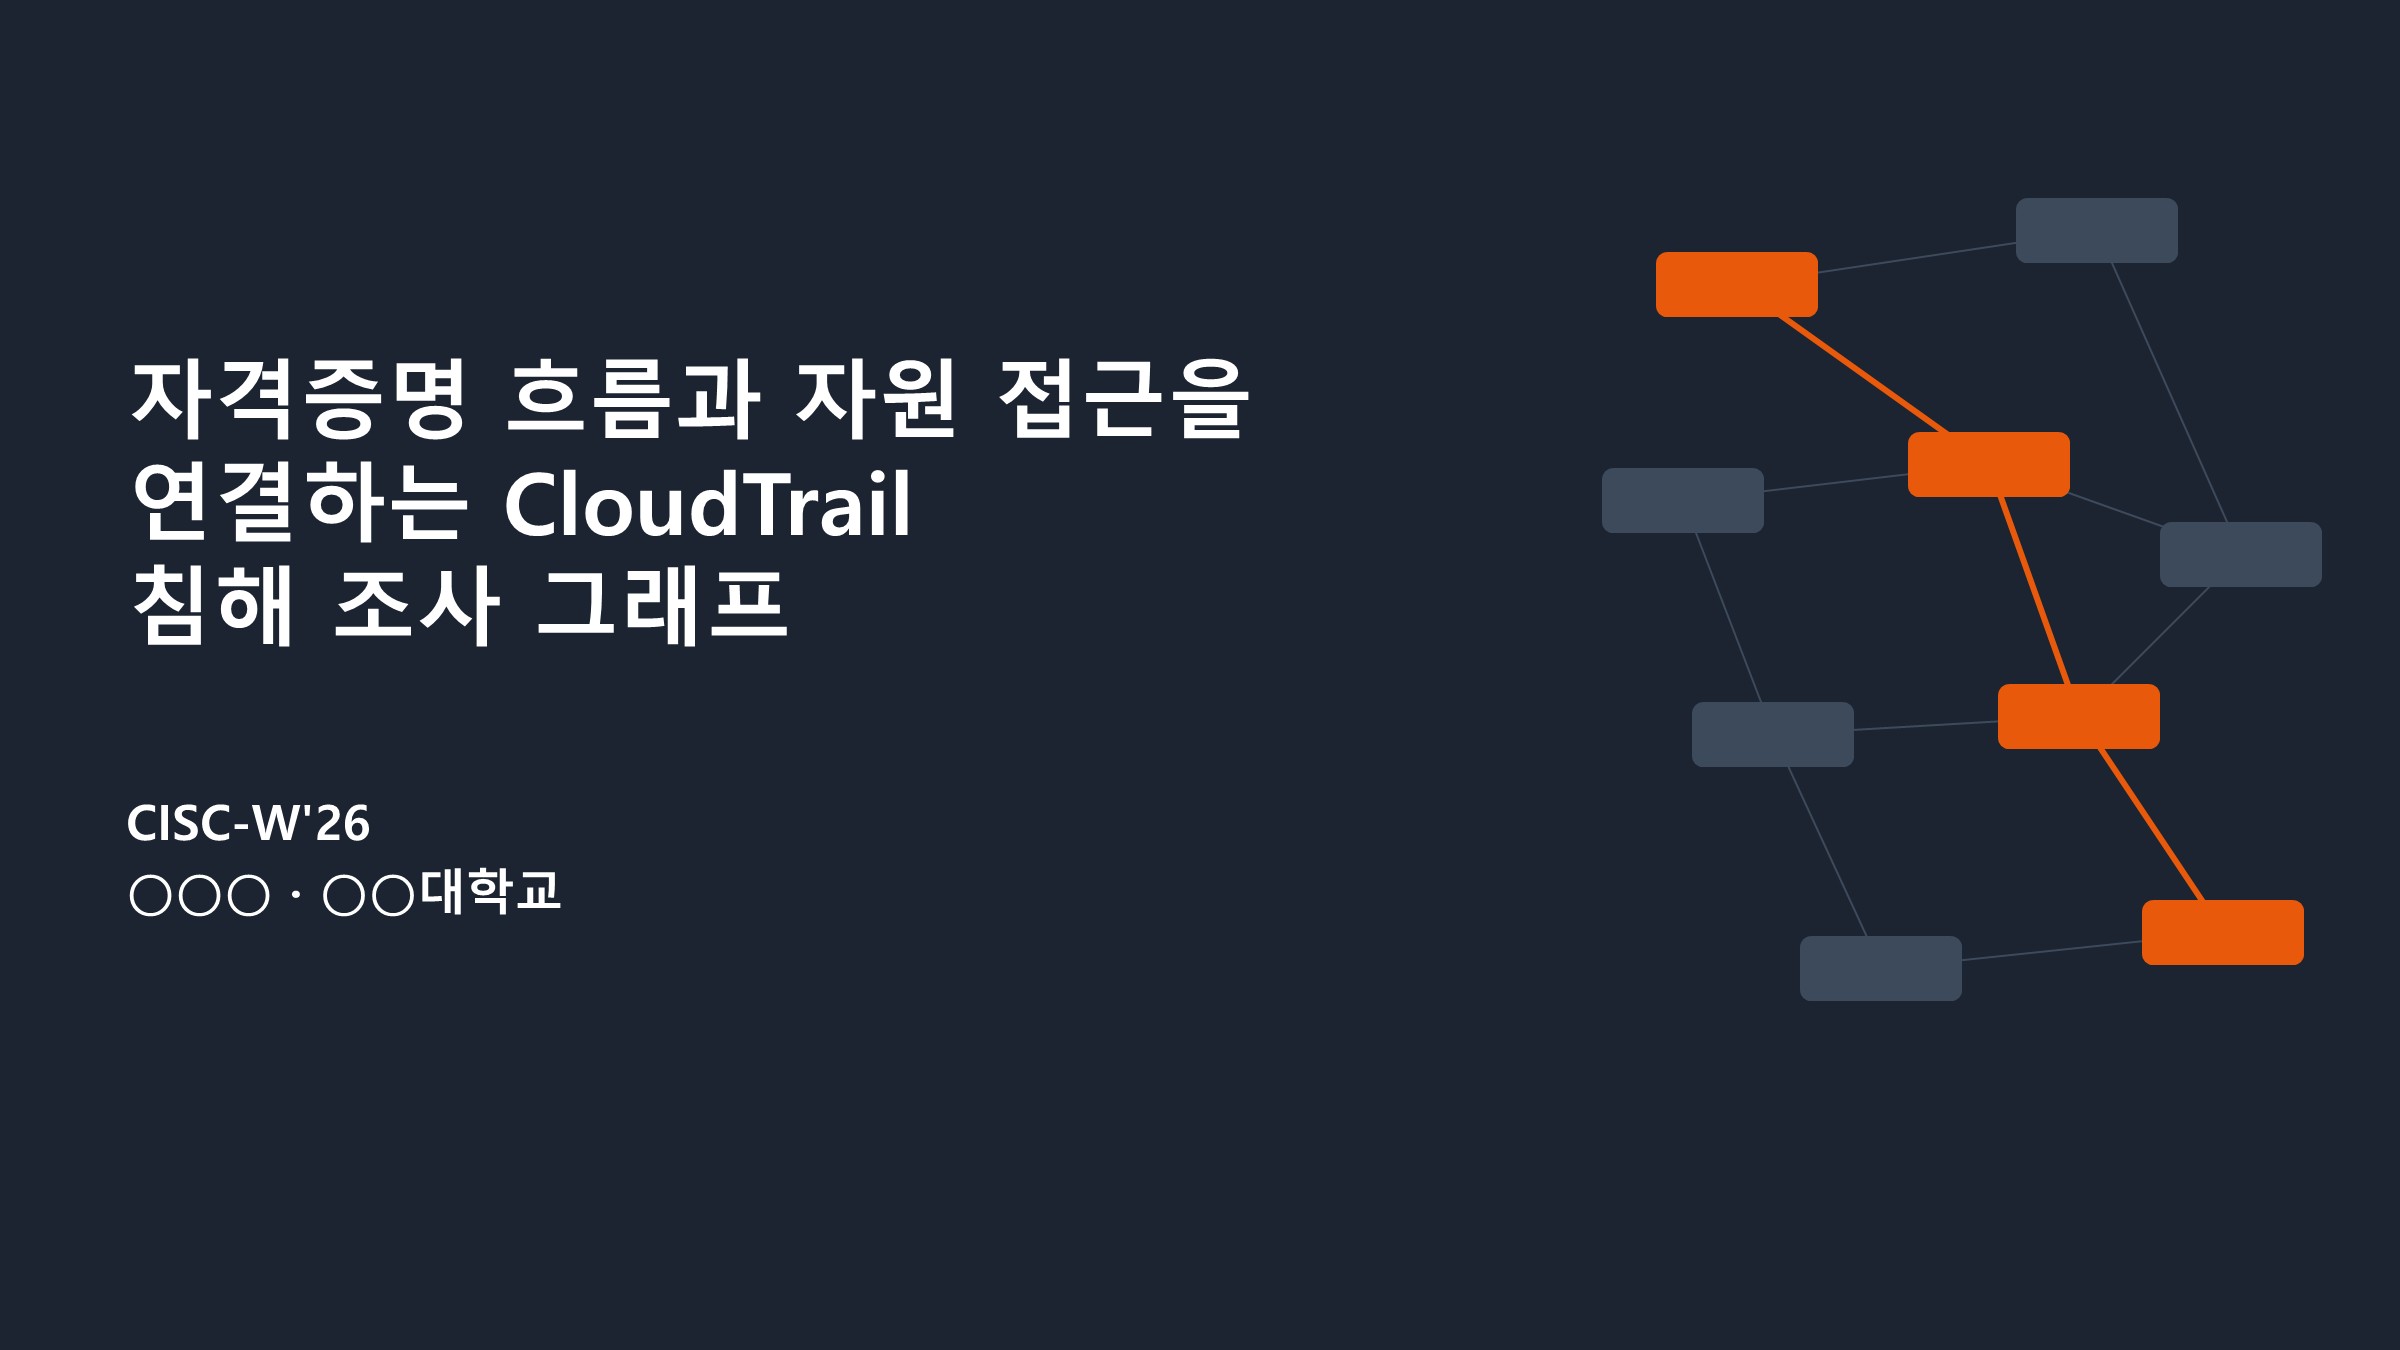 자격증명 흐름과 자원 접근을
연결하는 CloudTrail
침해 조사 그래프
CISC-W'26
○○○ · ○○대학교